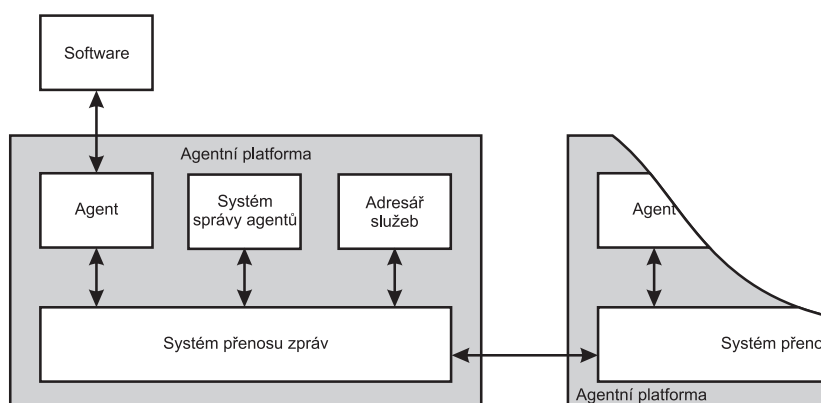 Software
Agentní platforma
Agent
Systém
správy agentů
Adresář
služeb
Systém přenosu zpráv
Agent
Systém přeno
Agentní platforma